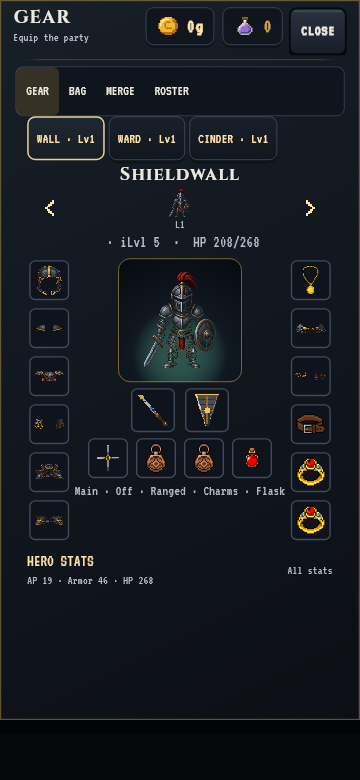 GEAR
Equip the party
0g
0
CLOSE
GEAR BAG MERGE ROSTER
WALL · Lv1 WARD · Lv1 CINDER · Lv1
SHIELDWALL
L1
· iLvl 5 · HP 208/268
Main · Off · Ranged · Charms · Flask
HERO STATS
AP 19 · Armor 46 · HP 268
All stats